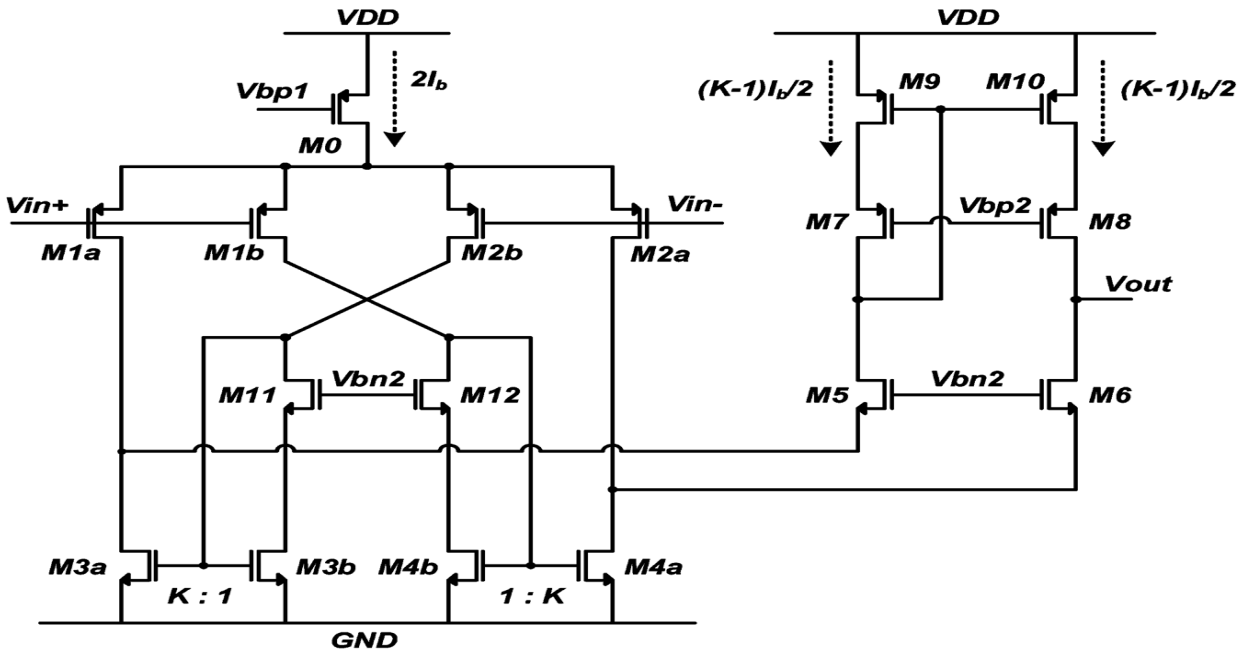 VDD
VDD
Vbp1
2Ib
M0
(K-1)Ib/2
M9
M10
(K-1)Ib/2
Vin+
M1a
M1b
M2b
M2a
Vin-
M7
Vbp2
M8
Vout
M11
Vbn2
M12
M5
Vbn2
M6
M3a
K : 1
M3b
M4b
1 : K
M4a
GND